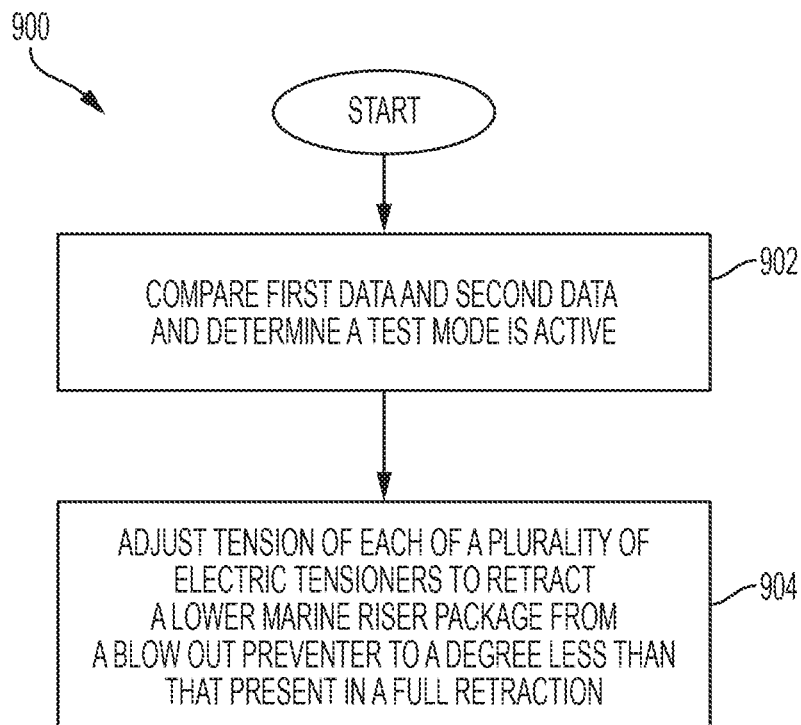 900
START
COMPARE FIRST DATA AND SECOND DATA
AND DETERMINE A TEST MODE IS ACTIVE
902
ADJUST TENSION OF EACH OF A PLURALITY OF
ELECTRIC TENSIONERS TO RETRACT
A LOWER MARINE RISER PACKAGE FROM
A BLOW OUT PREVENTER TO A DEGREE LESS THAN
THAT PRESENT IN A FULL RETRACTION
904